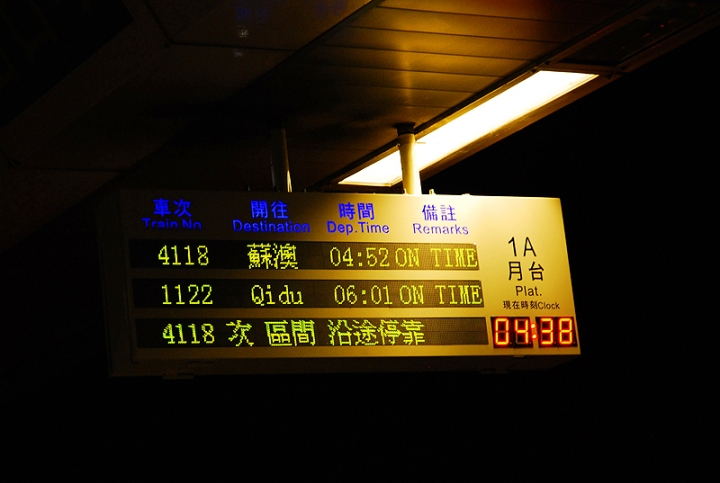 車次 開往 時間 備註
Train No. Destination Dep.Time Remarks
4118 蘇澳 04:52 ON TIME
1122 Qidu 06:01 ON TIME
4118 次 區間 沿途停靠
1A
月台
Plat.
現在時刻Clock
04:38